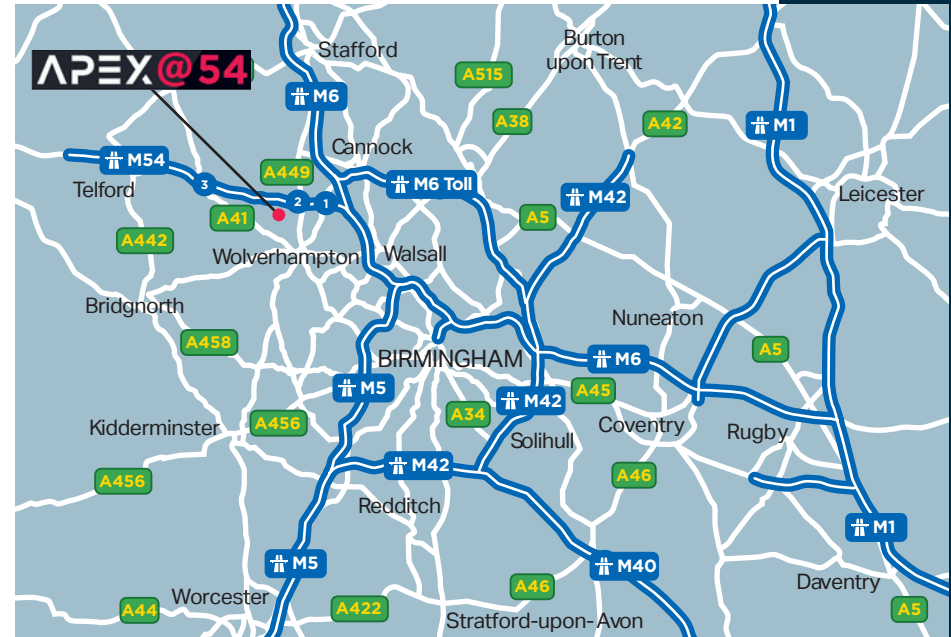 APEX@54
Stafford
Burton
upon Trent
A515
M6
A38
A42
M1
Cannock
M54
Telford
3
A449
2
1
M6 Toll
M42
Leicester
A41
A5
A442
Wolverhampton
Walsall
Bridgnorth
Nuneaton
A458
BIRMINGHAM
M6
A5
M5
A45
M42
A34
Kidderminster
A456
Solihull
Coventry
Rugby
A456
M42
A46
Redditch
M1
M5
M40
Daventry
A46
Worcester
A44
A422
Stratford-upon-Avon
A5